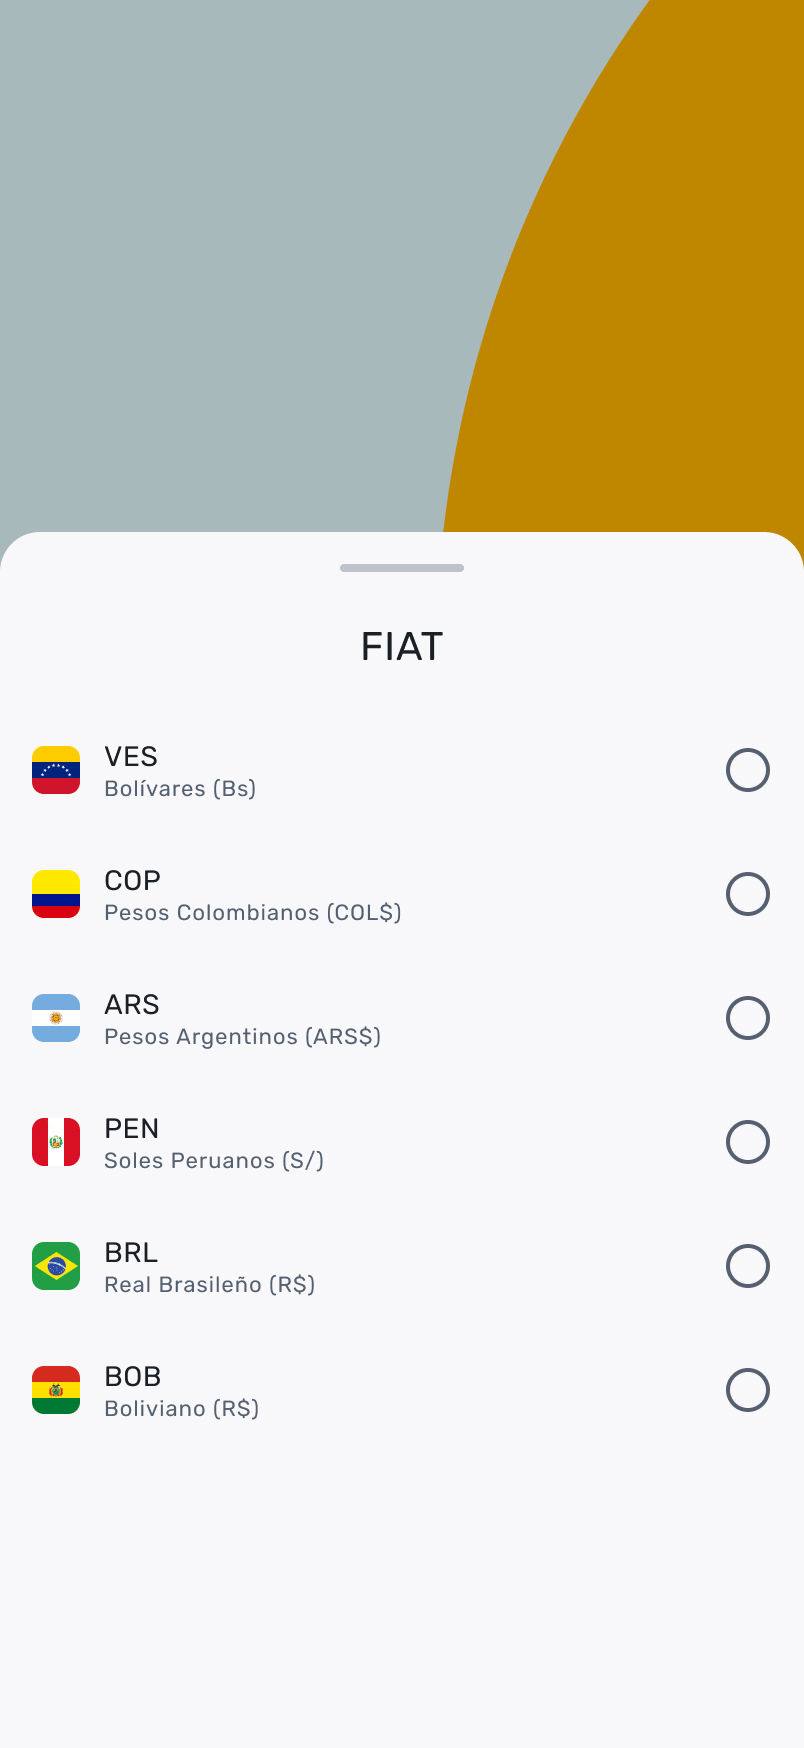 FIAT
VES
Bolívares (Bs)
COP
Pesos Colombianos (COL$)
ARS
Pesos Argentinos (ARS$)
PEN
Soles Peruanos (S/)
BRL
Real Brasileño (R$)
BOB
Boliviano (R$)